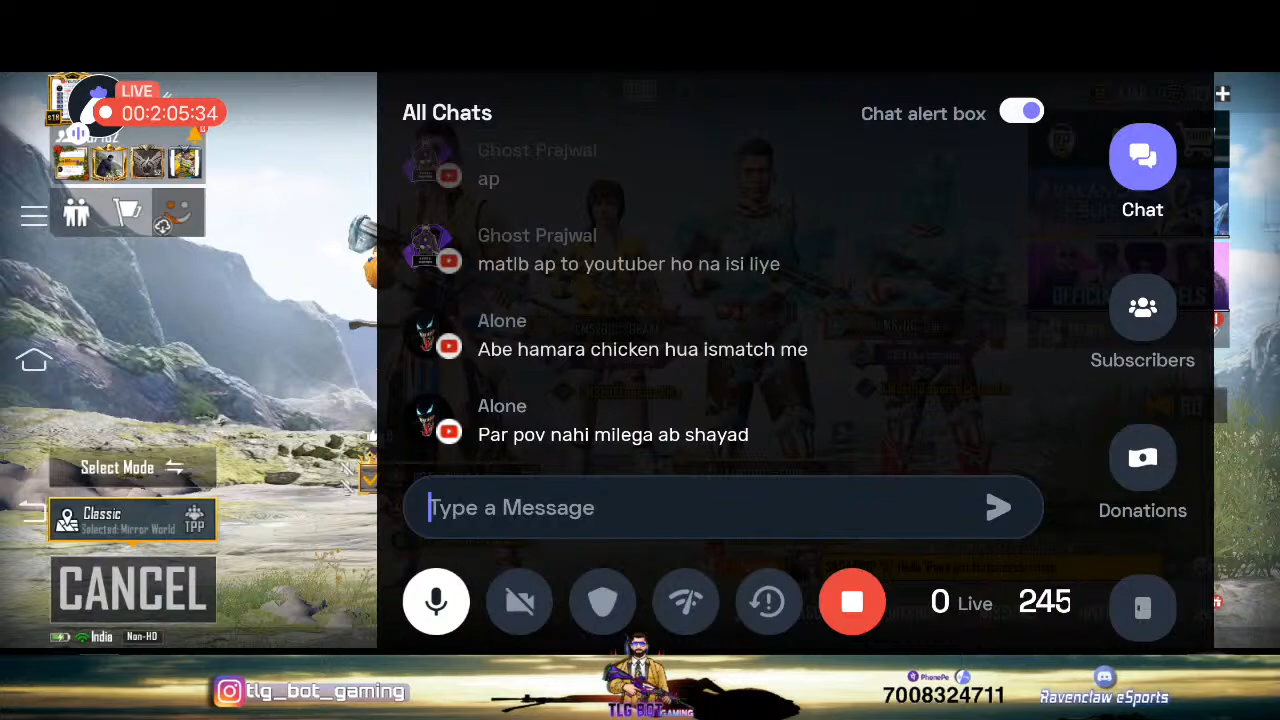 LIVE
00:2:05:34
All Chats
Chat alert box
Ghost Prajwal
ap
Chat
Ghost Prajwal
matlb ap to youtuber ho na isi liye
Alone
Abe hamara chicken hua ismatch me
Subscribers
Alone
Par pov nahi milega ab shayad
Select Mode
Classic
Selected: Mirror World
TPP
Type a Message
Donations
CANCEL
0 Live 245
India
Non-HD
tlg_bot_gaming
TLG BOT
GAMING
PhonePe
7008324711
Ravenclaw eSports